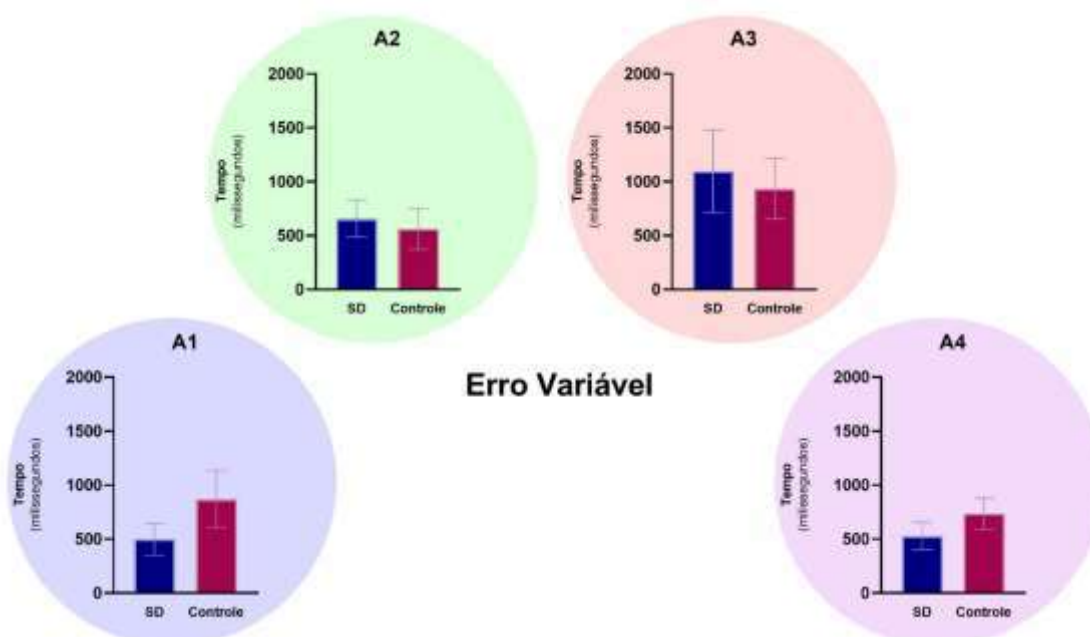 A2
2000
1500
1000
500
0
Tempo
(milissegundos)
SD Controle
A3
2000
1500
1000
500
0
Tempo
(milissegundos)
SD Controle
A1
2000
1500
1000
500
0
Tempo
(milissegundos)
SD Controle
Erro Variável
A4
2000
1500
1000
500
0
Tempo
(milissegundos)
SD Controle